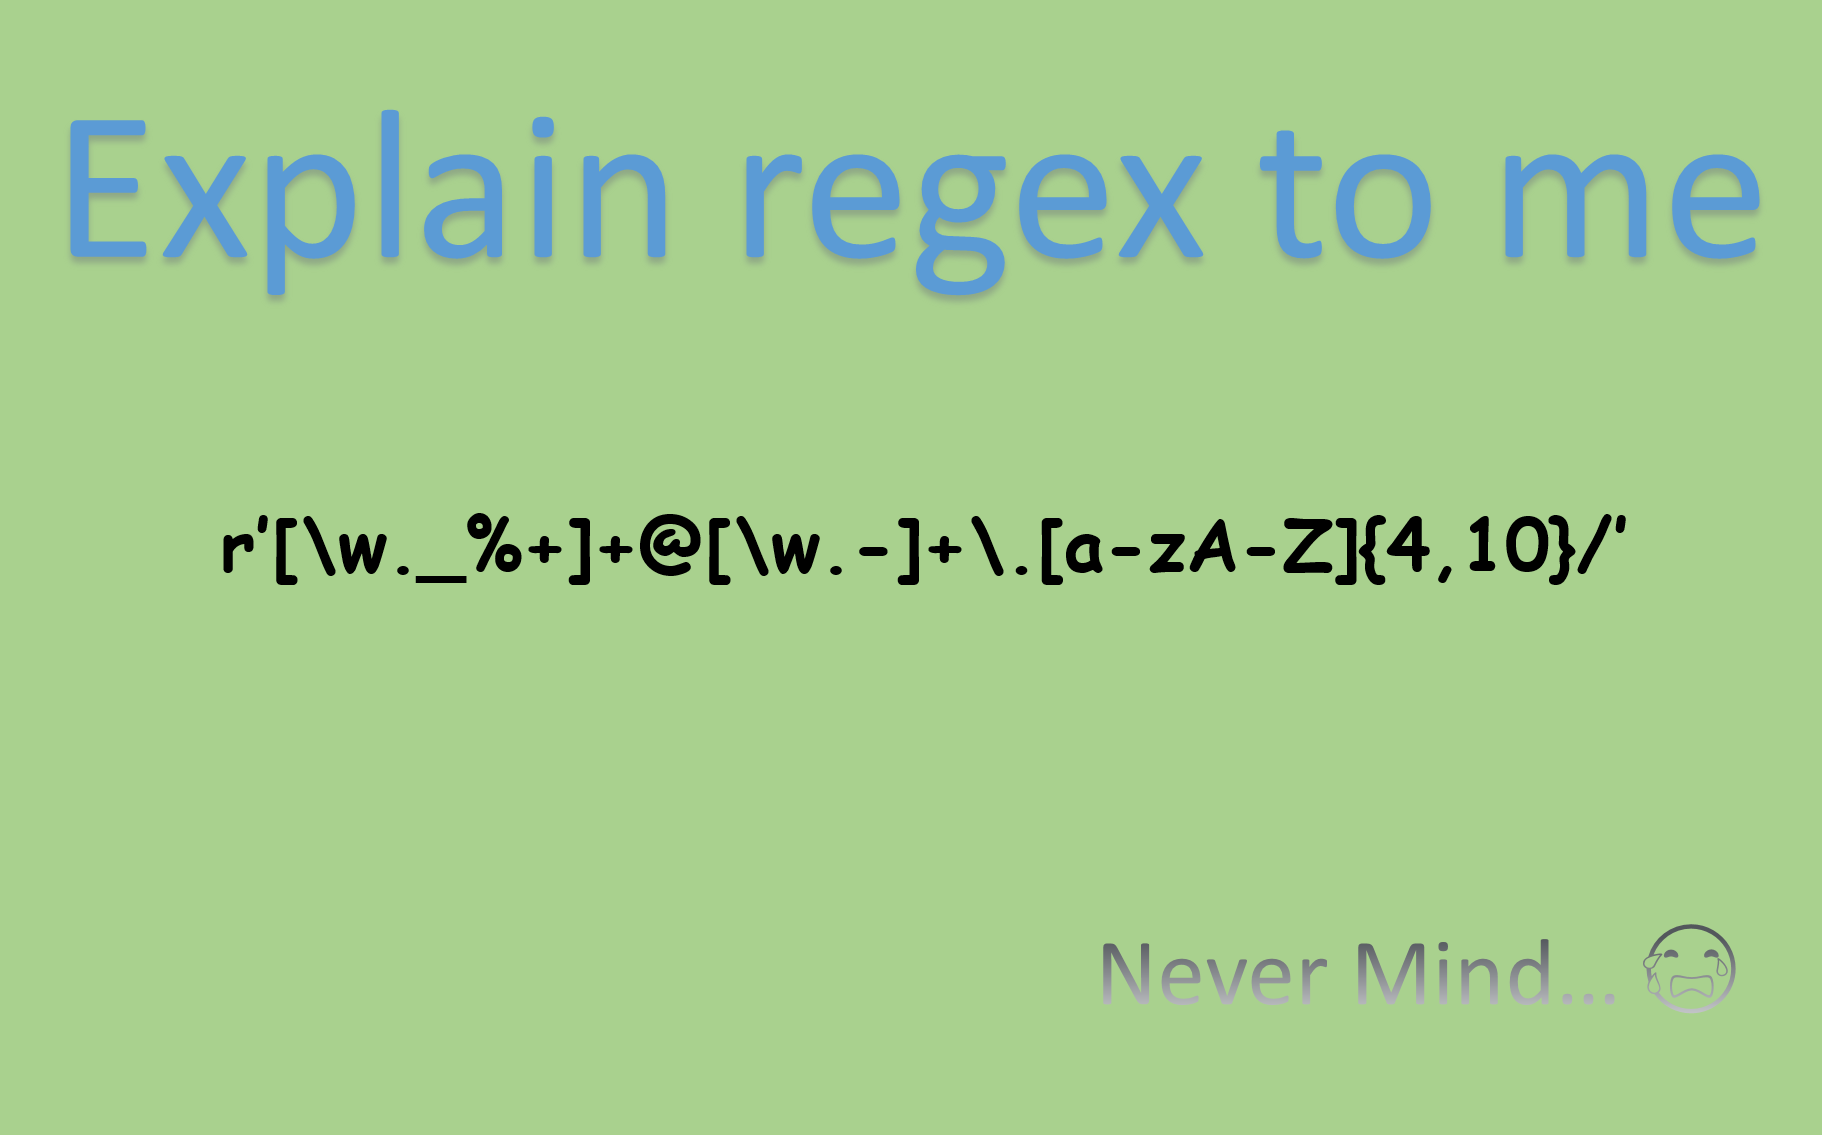 Explain regex to me
r'[\w._%+]+@[\w.-]+\.[a-zA-Z]{4,10}/'
Never Mind...